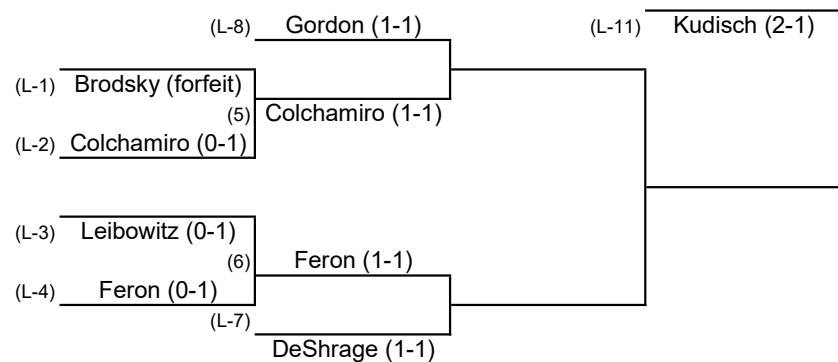 (L-8) Gordon (1-1)
(L-11) Kudisch (2-1)
(L-1) Brodsky (forfeit)
(5) Colchamiro (1-1)
(L-2) Colchamiro (0-1)
(L-3) Leibowitz (0-1)
(6) Feron (1-1)
(L-4) Feron (0-1)
(L-7) DeShrage (1-1)